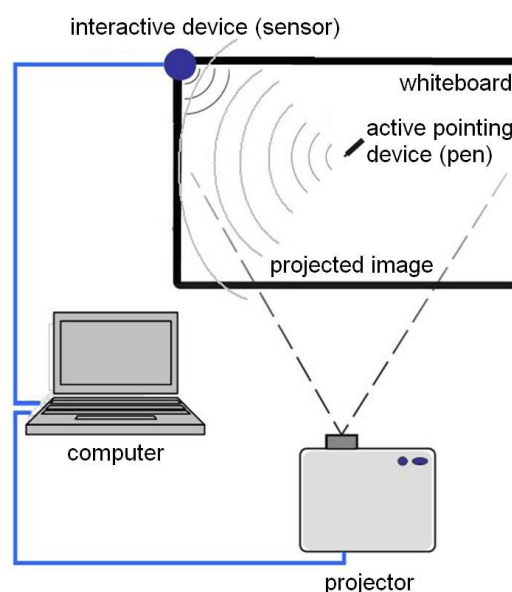 interactive device (sensor)
whiteboard
active pointing
device (pen)
projected image
computer
projector